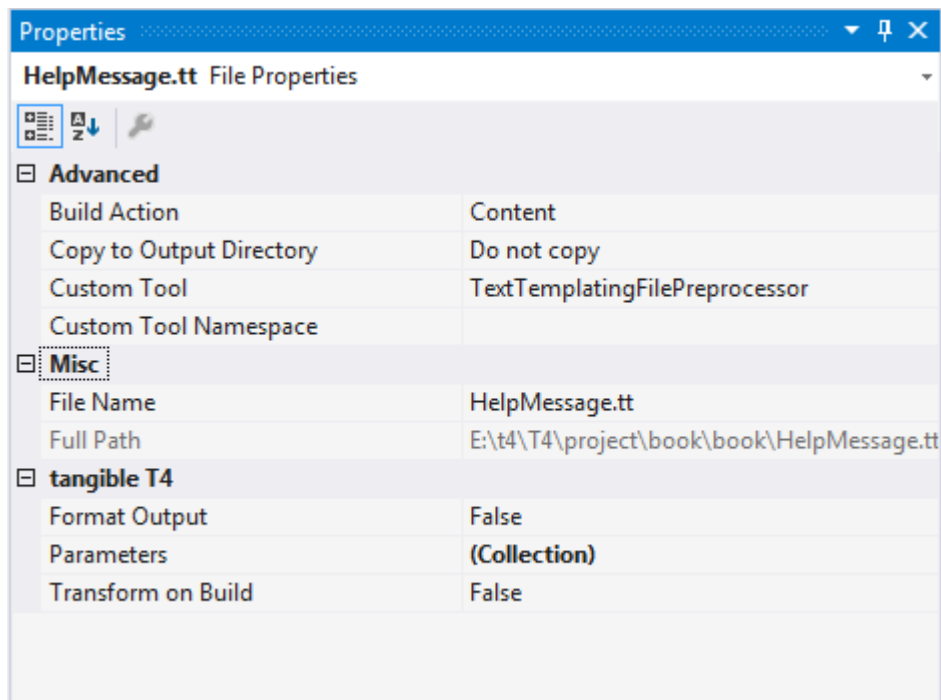 Properties
HelpMessage.tt File Properties
Advanced
Build Action Content
Copy to Output Directory Do not copy
Custom Tool TextTemplatingFilePreprocessor
Custom Tool Namespace
Misc
File Name HelpMessage.tt
Full Path E:\t4\T4\project\book\book\HelpMessage.tt
tangible T4
Format Output False
Parameters (Collection)
Transform on Build False